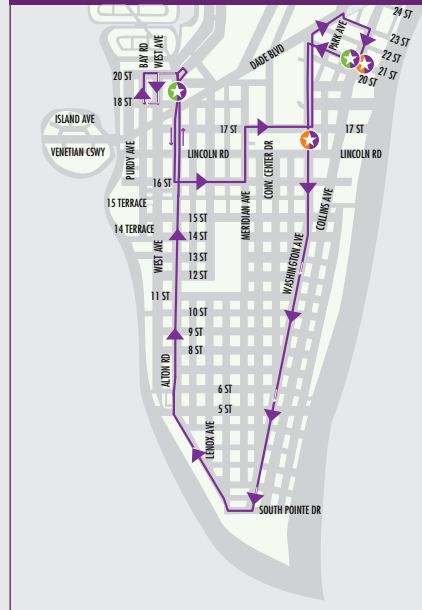 24 ST
PARK AVE
23 ST
22 ST
21 ST
20 ST
BAY RD
WEST AVE
DADE BLVD
20 ST
18 ST
ISLAND AVE
VENETIAN CSWY
PURDY AVE
17 ST
17 ST
LINCOLN RD
LINCOLN RD
CONV. CENTER DR
16 ST
MERIDIAN AVE
COLLINS AVE
WASHINGTON AVE
15 TERRACE
15 ST
14 TERRACE
14 ST
WEST AVE
13 ST
12 ST
11 ST
10 ST
9 ST
8 ST
ALTON RD
6 ST
5 ST
LENOX AVE
SOUTH POINTE DR